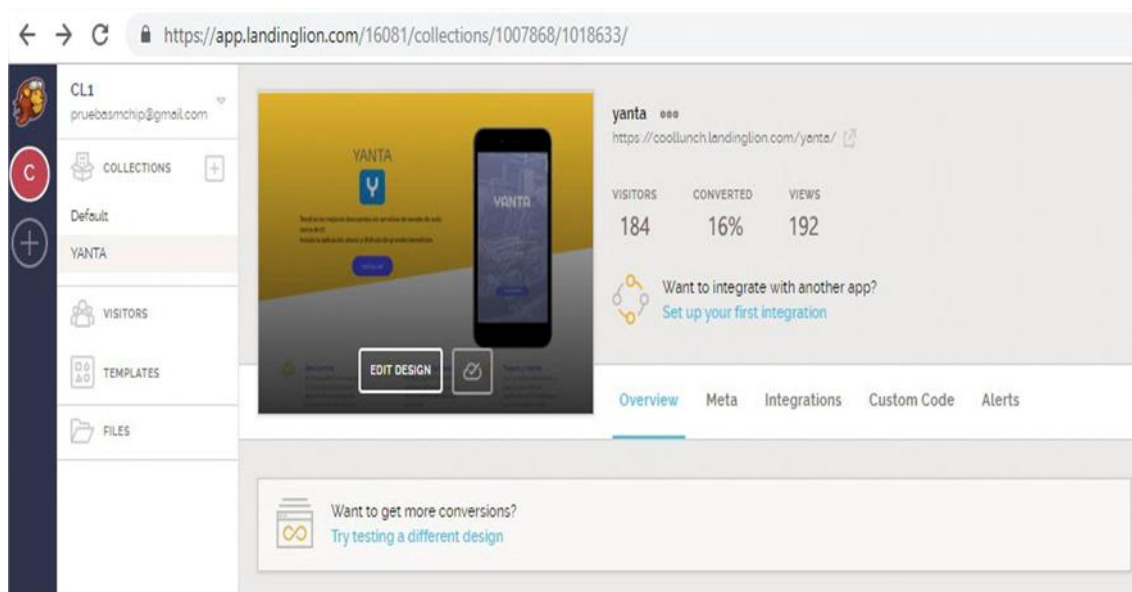 https://app.landinglion.com/16081/collections/1007868/1018633/
CL1
pruebasmchip@gmail.com
C
COLLECTIONS
Default
YANTA
VISITORS
TEMPLATES
FILES
YANTA
Y
YANTA
EDIT DESIGN
yanta
https://coollunch.landinglion.com/yanta/
VISITORS CONVERTED VIEWS
184 16% 192
Want to integrate with another app?
Set up your first integration
Overview Meta Integrations Custom Code Alerts
Want to get more conversions?
Try testing a different design